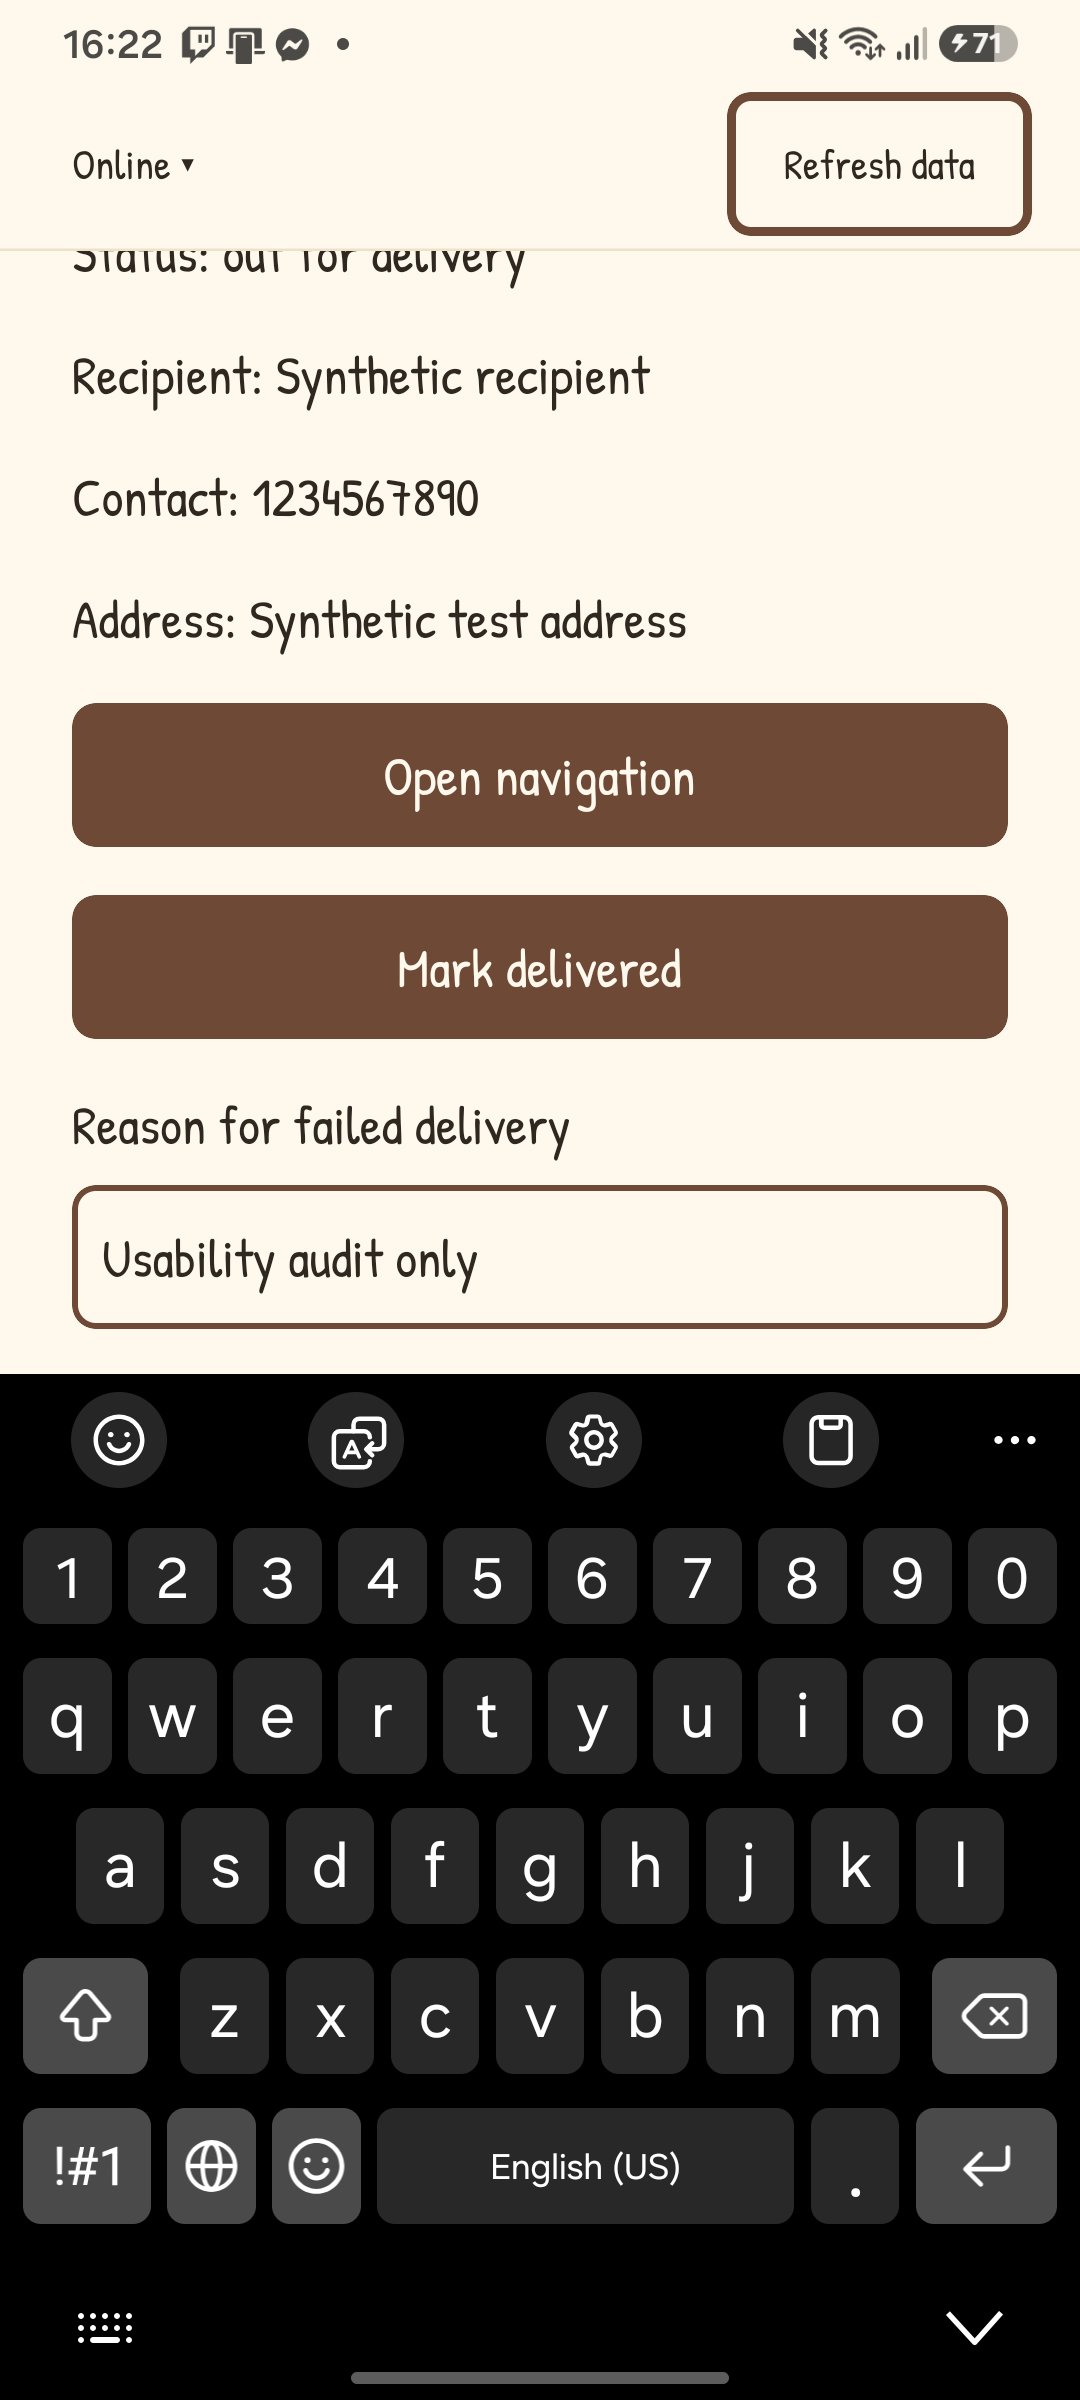 16:22
71
Online ▾
Refresh data
Status: out for delivery
Recipient: Synthetic recipient
Contact: 1234567890
Address: Synthetic test address
Open navigation
Mark delivered
Reason for failed delivery
Usability audit only
1 2 3 4 5 6 7 8 9 0
q w e r t y u i o p
a s d f g h j k l
z x c v b n m
!#1 English (US) .